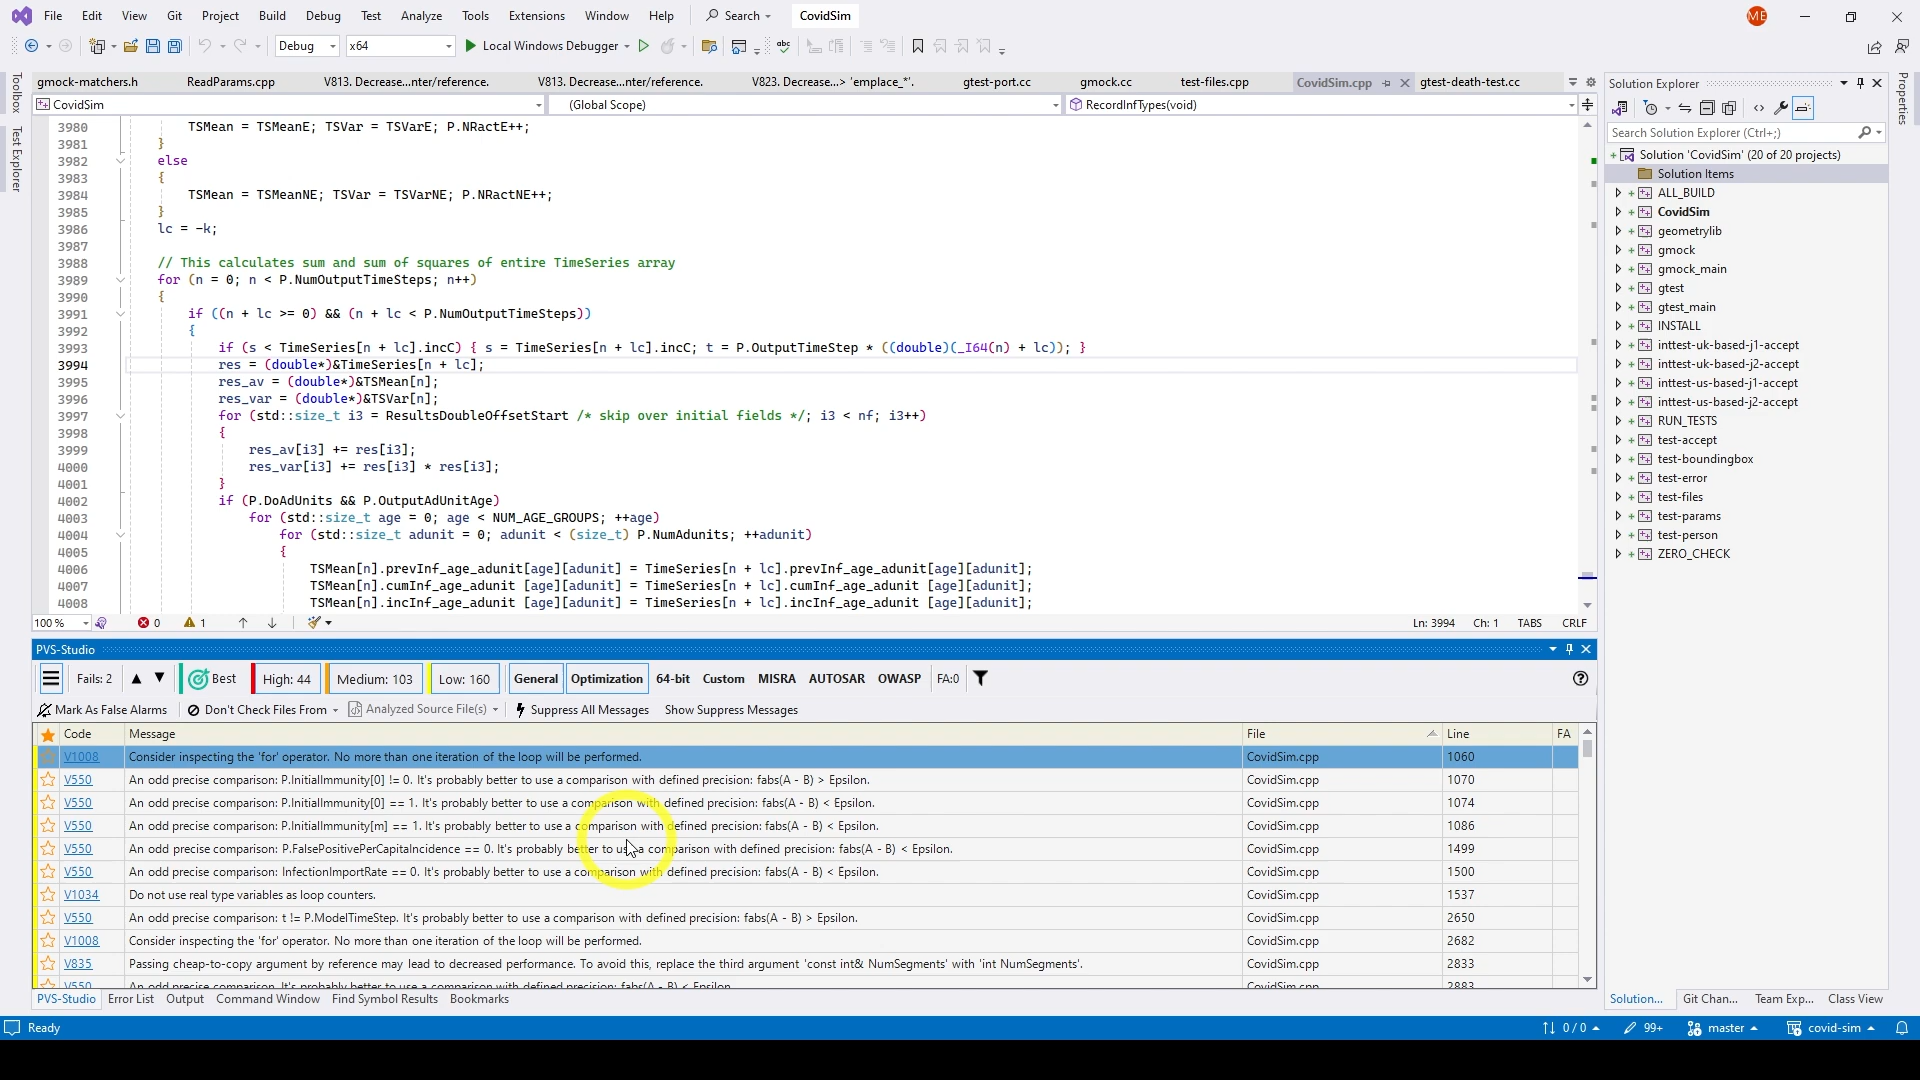 File Edit View Git Project Build Debug Test Analyze Tools Extensions Window Help Search CovidSim ME
Debug x64 Local Windows Debugger
gmock-matchers.h ReadParams.cpp V813. Decrease...nter/reference. V813. Decrease...nter/reference. V823. Decrease...> 'emplace_*'. gtest-port.cc gmock.cc test-files.cpp CovidSim.cpp gtest-death-test.cc
CovidSim (Global Scope) RecordInfTypes(void)
Toolbox
Test Explorer
3980 TSMean = TSMeanE; TSVar = TSVarE; P.NRactE++;
3981 }
3982 else
3983 {
3984 TSMean = TSMeanNE; TSVar = TSVarNE; P.NRactNE++;
3985 }
3986 lc = -k;
3987
3988 // This calculates sum and sum of squares of entire TimeSeries array
3989 for (n = 0; n < P.NumOutputTimeSteps; n++)
3990 {
3991 if ((n + lc >= 0) && (n + lc < P.NumOutputTimeSteps))
3992 {
3993 if (s < TimeSeries[n + lc].incC) { s = TimeSeries[n + lc].incC; t = P.OutputTimeStep * ((double)(_I64(n) + lc)); }
3994 res = (double*)&TimeSeries[n + lc];
3995 res_av = (double*)&TSMean[n];
3996 res_var = (double*)&TSVar[n];
3997 for (std::size_t i3 = ResultsDoubleOffsetStart /* skip over initial fields */; i3 < nf; i3++)
3998 {
3999 res_av[i3] += res[i3];
4000 res_var[i3] += res[i3] * res[i3];
4001 }
4002 if (P.DoAdUnits && P.OutputAdUnitAge)
4003 for (std::size_t age = 0; age < NUM_AGE_GROUPS; ++age)
4004 for (std::size_t adunit = 0; adunit < (size_t) P.NumAdunits; ++adunit)
4005 {
4006 TSMean[n].prevInf_age_adunit[age][adunit] = TimeSeries[n + lc].prevInf_age_adunit[age][adunit];
4007 TSMean[n].cumInf_age_adunit [age][adunit] = TimeSeries[n + lc].cumInf_age_adunit [age][adunit];
4008 TSMean[n].incInf_age_adunit [age][adunit] = TimeSeries[n + lc].incInf_age_adunit [age][adunit];
100 % 0 1 Ln: 3994 Ch: 1 TABS CRLF
PVS-Studio
Fails: 2 Best High: 44 Medium: 103 Low: 160 General Optimization 64-bit Custom MISRA AUTOSAR OWASP FA:0
Mark As False Alarms Don't Check Files From Analyzed Source File(s) Suppress All Messages Show Suppress Messages
Code Message File Line FA
V1008 Consider inspecting the 'for' operator. No more than one iteration of the loop will be performed. CovidSim.cpp 1060
V550 An odd precise comparison: P.InitialImmunity[0] != 0. It's probably better to use a comparison with defined precision: fabs(A - B) > Epsilon. CovidSim.cpp 1070
V550 An odd precise comparison: P.InitialImmunity[0] == 1. It's probably better to use a comparison with defined precision: fabs(A - B) < Epsilon. CovidSim.cpp 1074
V550 An odd precise comparison: P.InitialImmunity[m] == 1. It's probably better to use a comparison with defined precision: fabs(A - B) < Epsilon. CovidSim.cpp 1086
V550 An odd precise comparison: P.FalsePositivePerCapitaIncidence == 0. It's probably better to use a comparison with defined precision: fabs(A - B) < Epsilon. CovidSim.cpp 1499
V550 An odd precise comparison: InfectionImportRate == 0. It's probably better to use a comparison with defined precision: fabs(A - B) < Epsilon. CovidSim.cpp 1500
V1034 Do not use real type variables as loop counters. CovidSim.cpp 1537
V550 An odd precise comparison: t != P.ModelTimeStep. It's probably better to use a comparison with defined precision: fabs(A - B) > Epsilon. CovidSim.cpp 2650
V1008 Consider inspecting the 'for' operator. No more than one iteration of the loop will be performed. CovidSim.cpp 2682
V835 Passing cheap-to-copy argument by reference may lead to decreased performance. To avoid this, replace the third argument 'const int& NumSegments' with 'int NumSegments'. CovidSim.cpp 2833
V550 An odd precise comparison. It's probably better to use a comparison with defined precision: fabs(A - B) < Epsilon. CovidSim.cpp 2883
PVS-Studio Error List Output Command Window Find Symbol Results Bookmarks
Solution Explorer
Search Solution Explorer (Ctrl+;)
Solution 'CovidSim' (20 of 20 projects)
Solution Items
ALL_BUILD
CovidSim
geometrylib
gmock
gmock_main
gtest
gtest_main
INSTALL
inttest-uk-based-j1-accept
inttest-uk-based-j2-accept
inttest-us-based-j1-accept
inttest-us-based-j2-accept
RUN_TESTS
test-accept
test-boundingbox
test-error
test-files
test-params
test-person
ZERO_CHECK
Solution... Git Chan... Team Exp... Class View
Properties
Ready 0 / 0 99+ master covid-sim